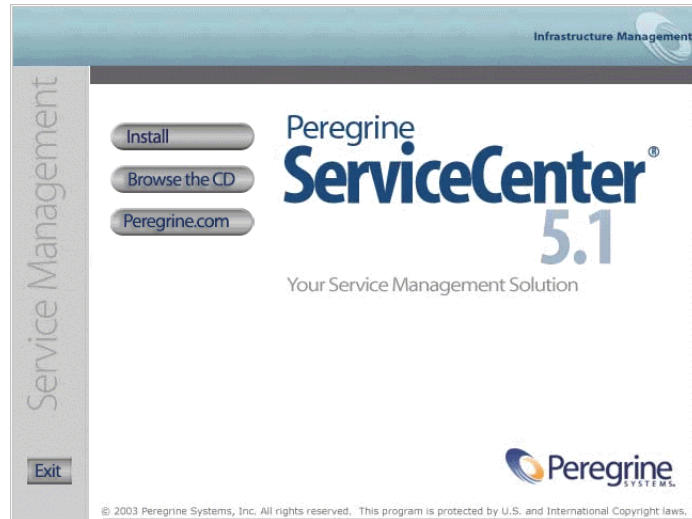 Infrastructure Management
Service Management
Install
Browse the CD
Peregrine.com
Peregrine
ServiceCenter®
5.1
Your Service Management Solution
Exit
Peregrine
SYSTEMS.
© 2003 Peregrine Systems, Inc. All rights reserved. This program is protected by U.S. and International Copyright laws.